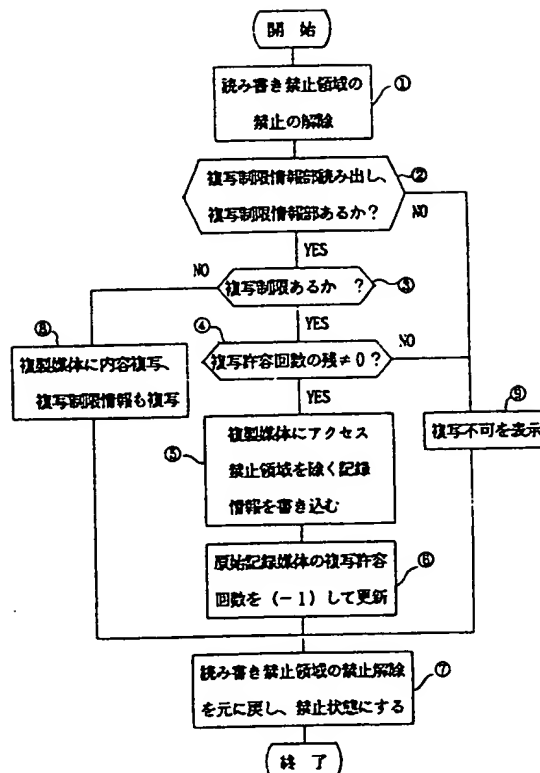 開始
①
読み書き禁止領域の
禁止の解除
②
複写制限情報部読み出し、
複写制限情報部あるか?
NO
YES
NO
複写制限あるか ?
③
④
YES
⑧
複製媒体に内容複写、
複写制限情報も複写
複写許容回数の残≠0?
NO
YES
⑨
複写不可を表示
⑤
複製媒体にアクセス
禁止領域を除く記録
情報を書き込む
原始記録媒体の複写許容
回数を(-1)して更新
⑥
読み書き禁止領域の禁止解除
を元に戻し、禁止状態にする
⑦
終了